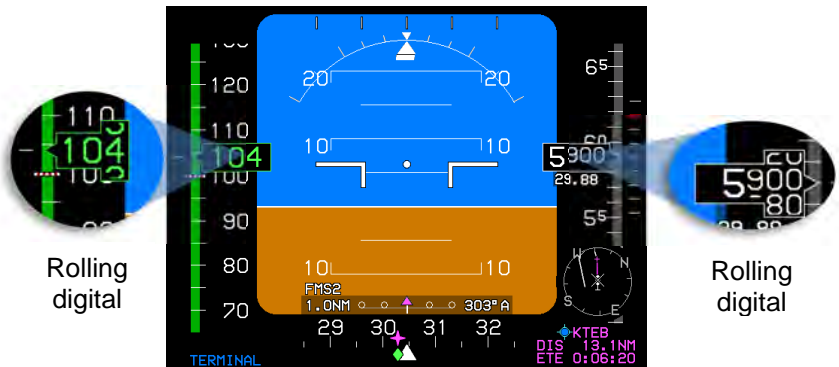 120
110
104
100
90
80
70
20 20
10 10
10 10
65
60
5900
29.88
55
FMS2
1.0NM 303° A
29 30 31 32
TERMINAL
W N
S E
KTEB
DIS 13.1NM
ETE 0:06:20
110
104
Rolling
digital
5900
80
29.88
Rolling
digital